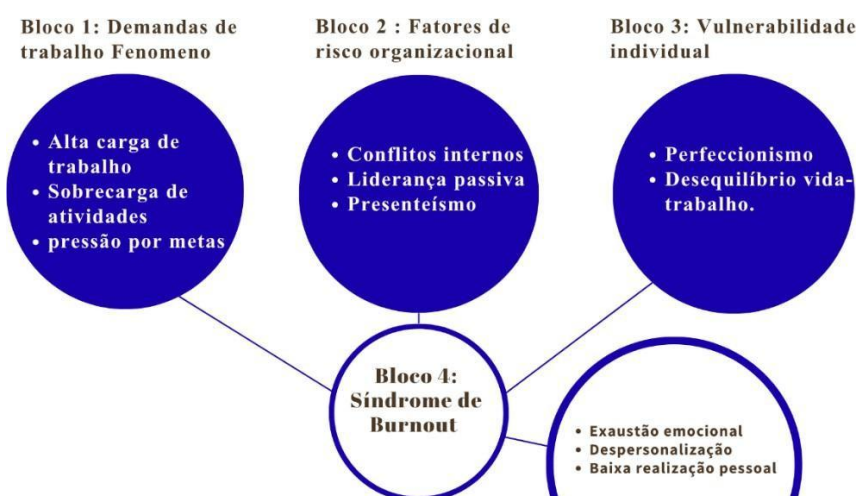 Bloco 1: Demandas de
trabalho Fenomeno
Bloco 2 : Fatores de
risco organizacional
Bloco 3: Vulnerabilidade
individual
• Alta carga de
trabalho
• Sobrecarga de
atividades
• pressão por metas
• Conflitos internos
• Liderança passiva
• Presenteísmo
• Perfeccionismo
• Desequilíbrio vida-
trabalho.
Bloco 4:
Síndrome de
Burnout
• Exaustão emocional
• Despersonalização
• Baixa realização pessoal